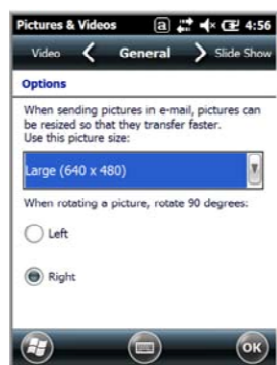 Pictures & Videos a 4:56
Video General Slide Show
Options
When sending pictures in e-mail, pictures can
be resized so that they transfer faster.
Use this picture size:
Large (640 x 480)
When rotating a picture, rotate 90 degrees:
Left
Right
OK